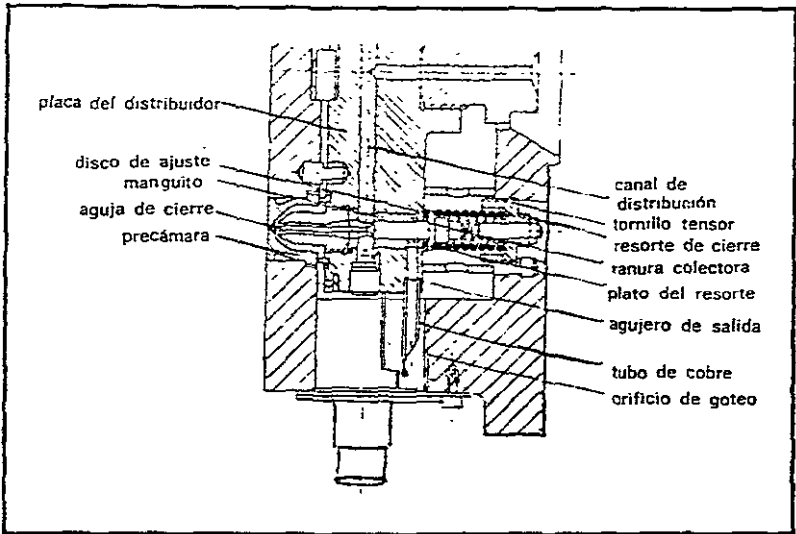 placa del distribuidor
disco de ajuste
manguito
aguja de cierre
precámara
canal de
distribución
tornillo tensor
resorte de cierre
ranura colectora
plato del resorte
agujero de salida
tubo de cobre
orificio de goteo